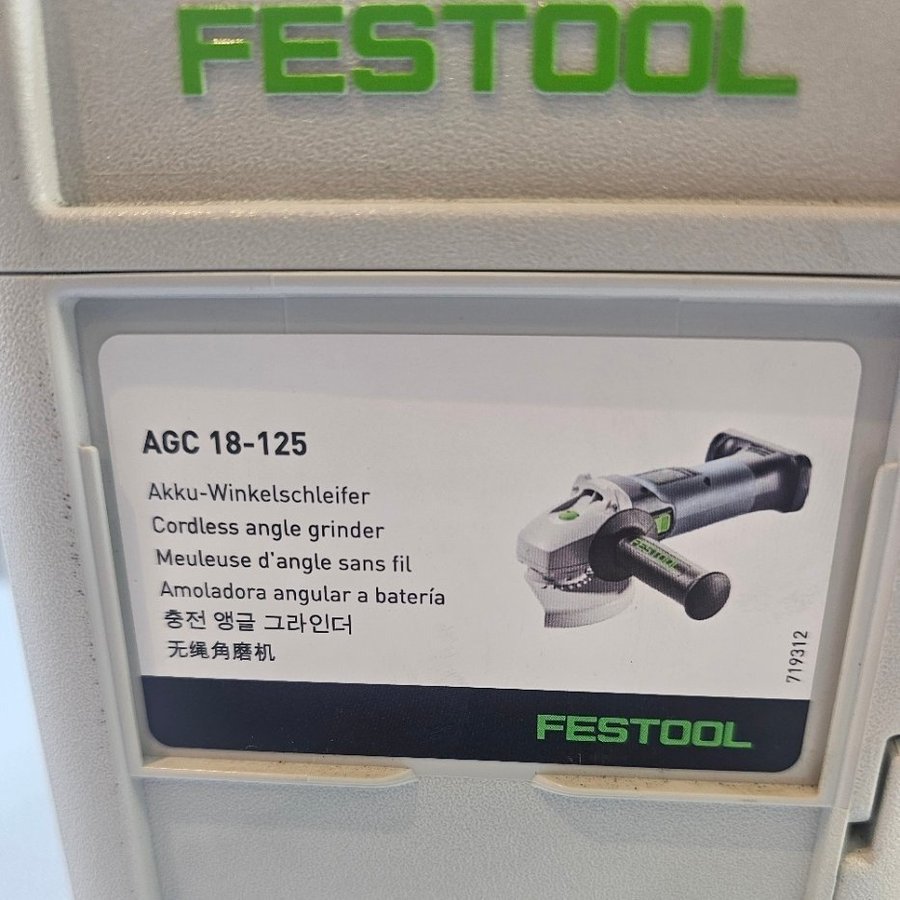 FESTOOL
AGC 18-125
Akku-Winkelschleifer
Cordless angle grinder
Meuleuse d'angle sans fil
Amoladora angular a batería
충전 앵글 그라인더
无绳角磨机
FESTOOL
719312
FESTOOL